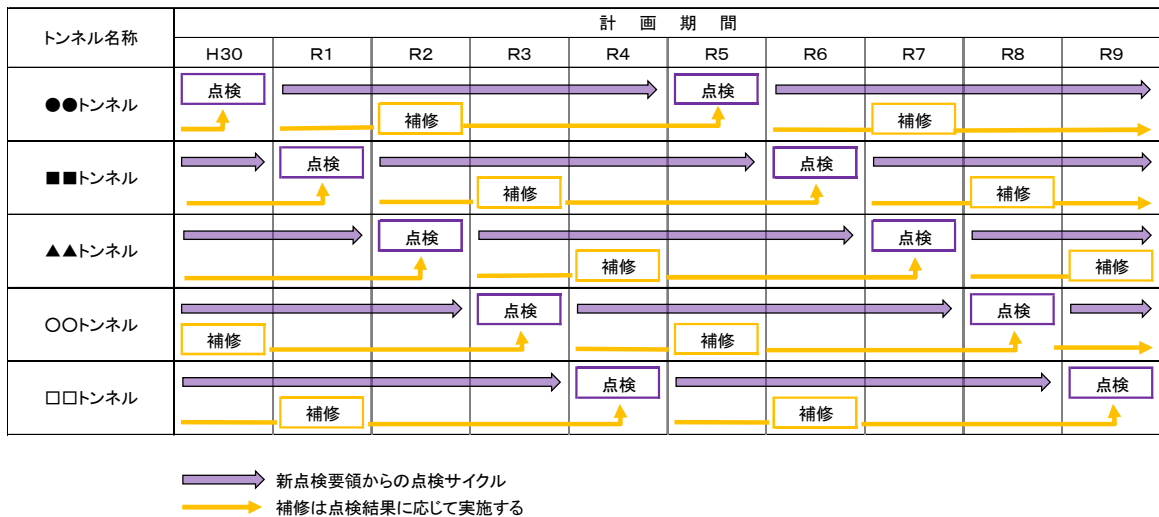 トンネル名称
計 画 期 間
H30 R1 R2 R3 R4 R5 R6 R7 R8 R9
●●トンネル
点検 点検
補修 補修
■■トンネル
点検 点検
補修 補修
▲▲トンネル
点検 点検
補修 補修
○○トンネル
点検 点検
補修 補修
□□トンネル
点検 点検
補修 補修
新点検要領からの点検サイクル
補修は点検結果に応じて実施する